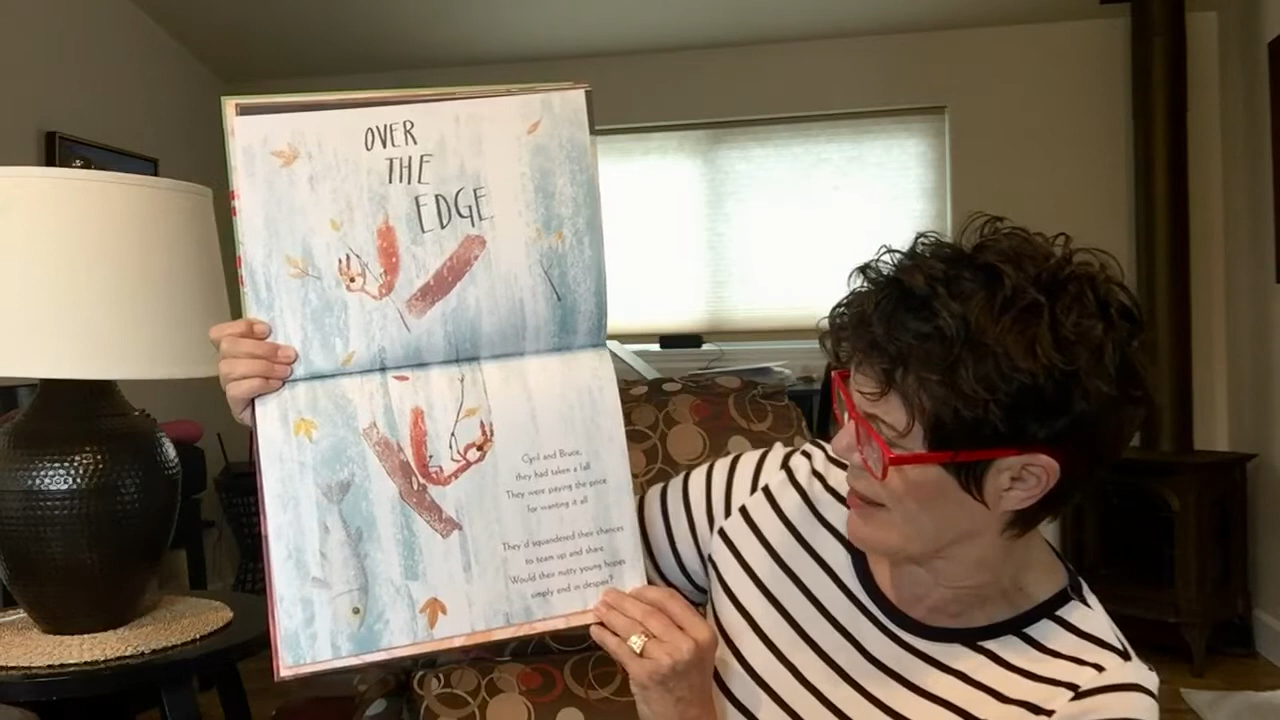 OVER
THE
EDGE
Cyril and Bruce,
they had taken a fall
They were paying the price
for wanting it all
They'd squandered their chances
to team up and share
Would their nutty young hopes
simply end in despair?